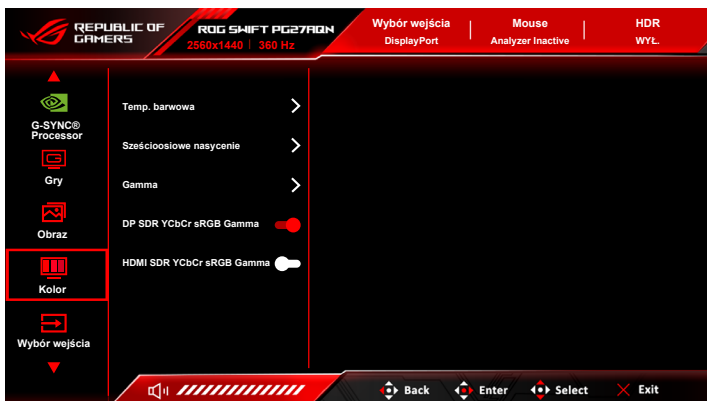 REPUBLIC OF
GAMERS
ROG SWIFT PG27AQN
2560x1440 | 360 Hz
Wybór wejścia
DisplayPort
Mouse
Analyzer Inactive
HDR
WYŁ.
G-SYNC®
Processor
Gry
Obraz
Kolor
Wybór wejścia
Temp. barwowa
Sześcioosiowe nasycenie
Gamma
DP SDR YCbCr sRGB Gamma
HDMI SDR YCbCr sRGB Gamma
Back
Enter
Select
Exit